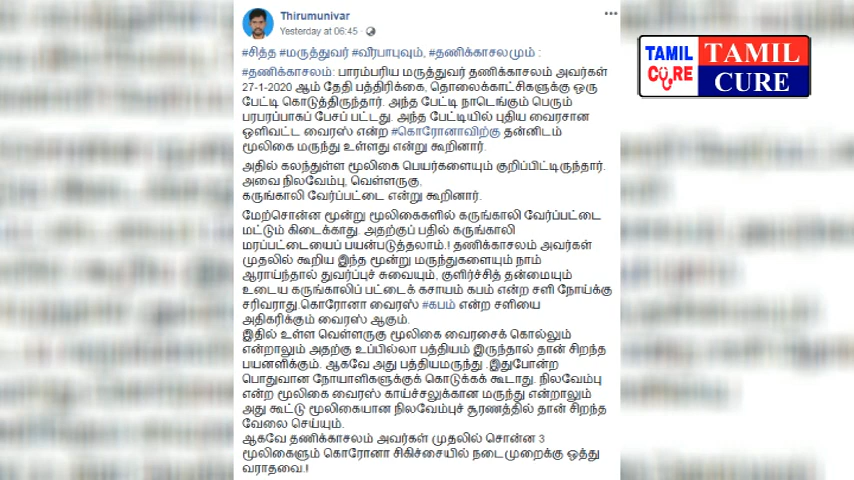 Thirumunivar
Yesterday at 06:45
#சித்த #மருத்துவர் #வீரபாபுவும், #தணிக்காசலமும் :
#தணிக்காசலம்: பாரம்பரிய மருத்துவர் தணிக்காசலம் அவர்கள்
27-1-2020 ஆம் தேதி பத்திரிக்கை, தொலைக்காட்சிகளுக்கு ஒரு
பேட்டி கொடுத்திருந்தார். அந்த பேட்டி நாடெங்கும் பெரும்
பரபரப்பாகப் பேசப் பட்டது. அந்த பேட்டியில் புதிய வைரசான
ஒளிவட்ட வைரஸ் என்ற #கொரோனாவிற்கு தன்னிடம்
மூலிகை மருந்து உள்ளது என்று கூறினார்.
அதில் கலந்துள்ள மூலிகை பெயர்களையும் குறிப்பிட்டிருந்தார்.
அவை நிலவேம்பு, வெள்ளருகு,
கருங்காலி வேர்ப்பட்டை என்று கூறினார்.
மேற்சொன்ன மூன்று மூலிகைகளில் கருங்காலி வேர்ப்பட்டை
மட்டும் கிடைக்காது. அதற்குப் பதில் கருங்காலி
மரப்பட்டையைப் பயன்படுத்தலாம்.! தணிக்காசலம் அவர்கள்
முதலில் கூறிய இந்த மூன்று மருந்துகளையும் நாம்
ஆராய்ந்தால் துவர்ப்புச் சுவையும், குளிர்ச்சித் தன்மையும்
உடைய கருங்காலிப் பட்டைக் கசாயம் கபம் என்ற சளி நோய்க்கு
சரிவராது.கொரோனா வைரஸ் #கபம் என்ற சளியை
அதிகரிக்கும் வைரஸ் ஆகும்.
இதில் உள்ள வெள்ளருகு மூலிகை வைரசைக் கொல்லும்
என்றாலும் அதற்கு உப்பில்லா பத்தியம் இருந்தால் தான் சிறந்த
பயனளிக்கும். ஆகவே அது பத்தியமருந்து .இதுபோன்ற
பொதுவான நோயாளிகளுக்குக் கொடுக்கக் கூடாது. நிலவேம்பு
என்ற மூலிகை வைரஸ் காய்ச்சலுக்கான மருந்து என்றாலும்
அது கூட்டு மூலிகையான நிலவேம்புச் சூரணத்தில் தான் சிறந்த
வேலை செய்யும்.
ஆகவே தணிக்காசலம் அவர்கள் முதலில் சொன்ன 3
மூலிகைகளும் கொரோனா சிகிச்சையில் நடைமுறைக்கு ஒத்து
வராதவை.!
TAMIL CURE
TAMIL
CURE